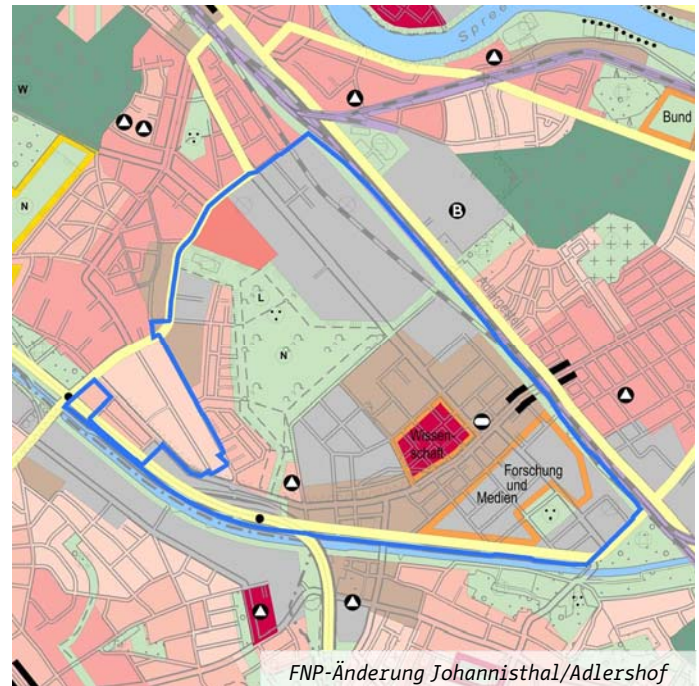 Spree
W
Bund
N
B
L
N
Wissen-
schaft
Forschung
und
Medien
FNP-Änderung Johannisthal/Adlershof